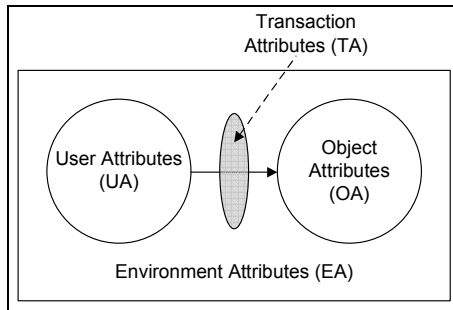 Transaction
Attributes (TA)
User Attributes
(UA)
Object
Attributes
(OA)
Environment Attributes (EA)